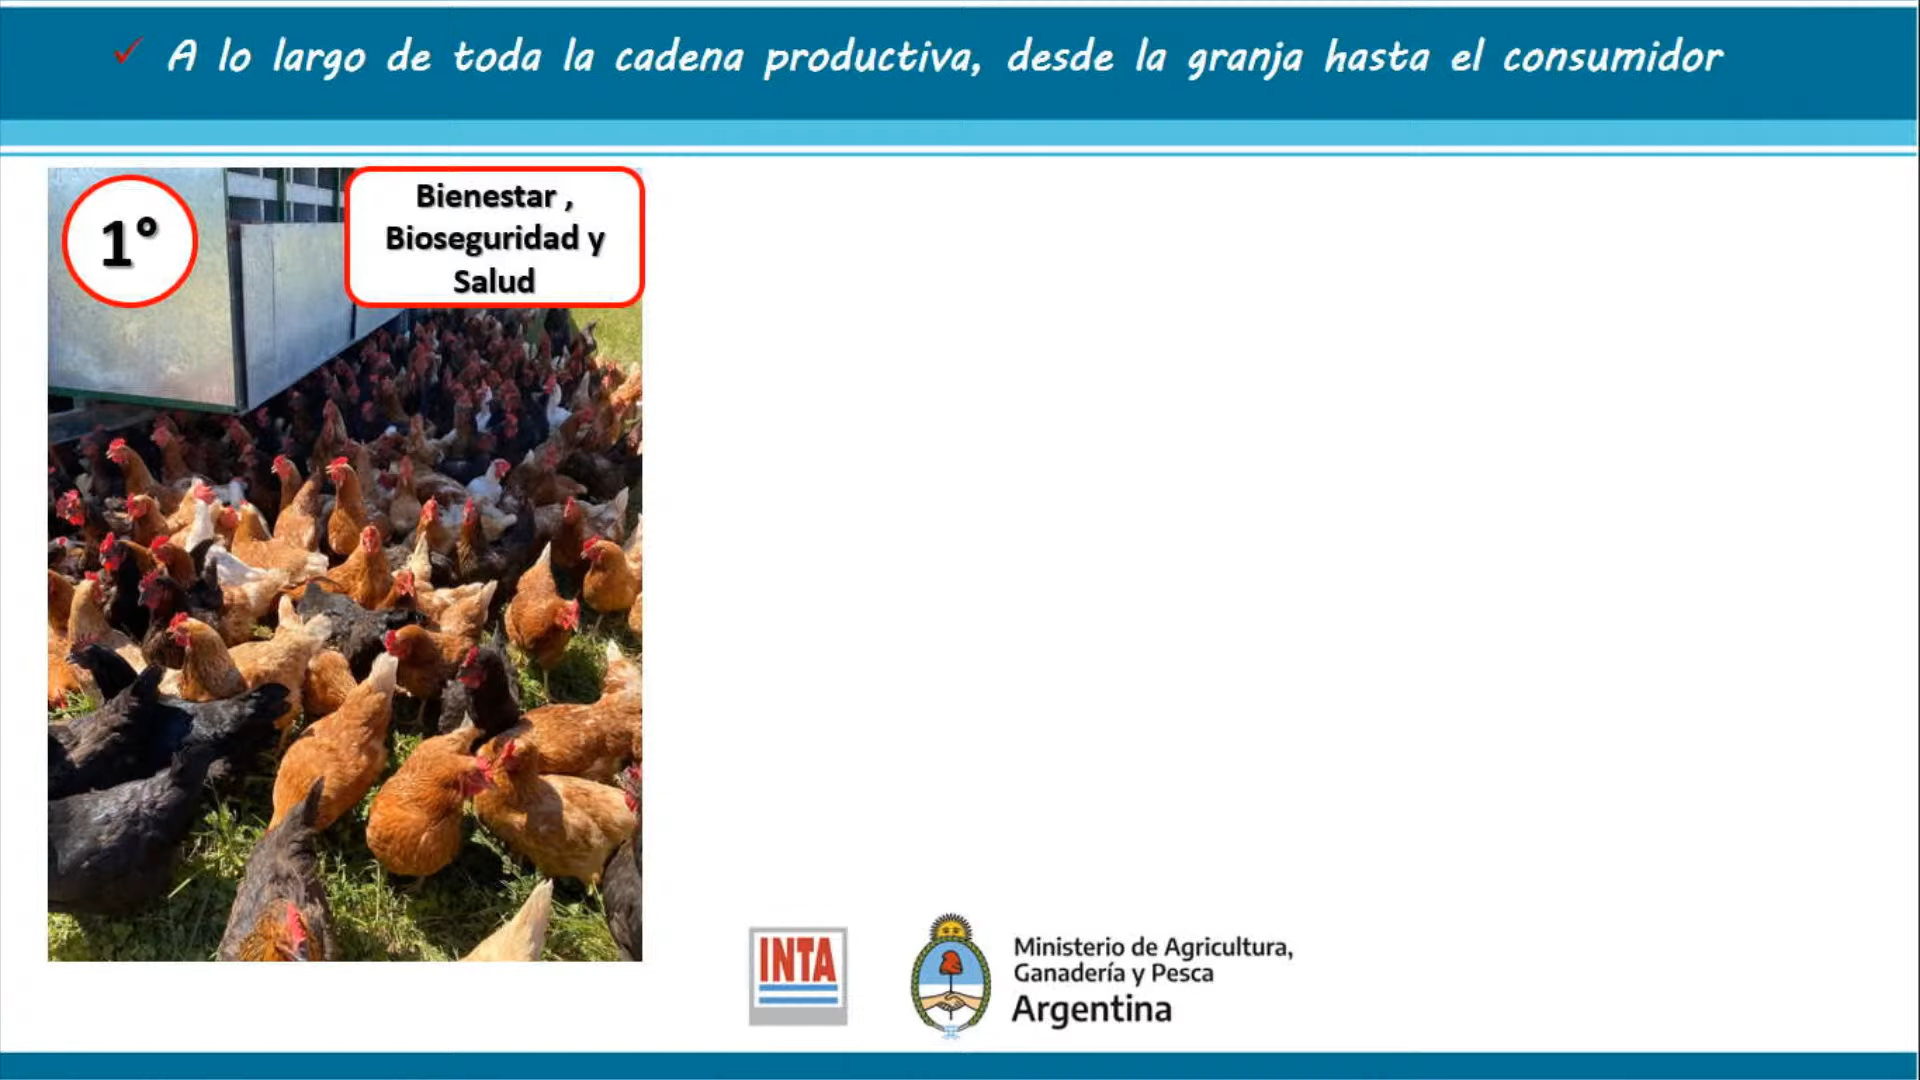 ✓ A lo largo de toda la cadena productiva, desde la granja hasta el consumidor
1°
Bienestar ,
Bioseguridad y
Salud
INTA
Ministerio de Agricultura,
Ganadería y Pesca
Argentina